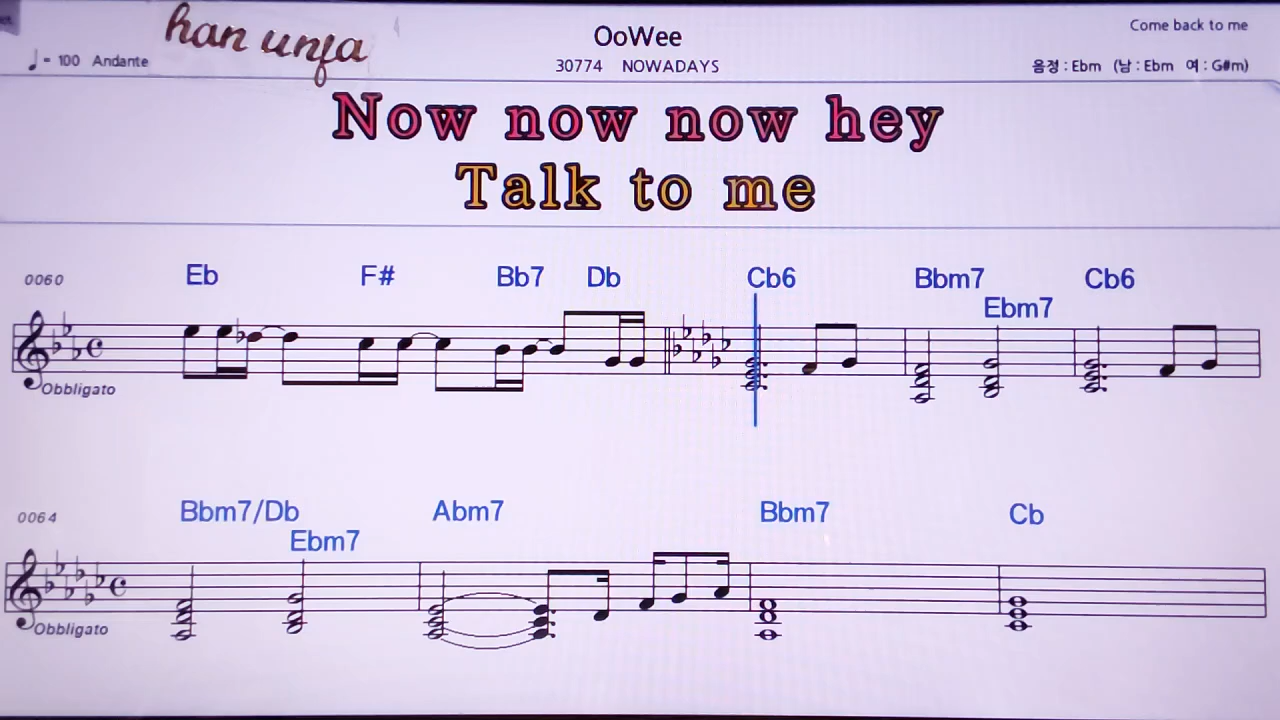 han unja
OoWee
Come back to me
♩= 100 Andante
30774 NOWADAYS
음정 : Ebm (남 : Ebm 여 : G#m)
Now now now hey
Talk to me
0060 Eb F# Bb7 Db Cb6 Bbm7 Cb6
Ebm7
Obbligato
0064 Bbm7/Db Abm7 Bbm7 Cb
Ebm7
Obbligato